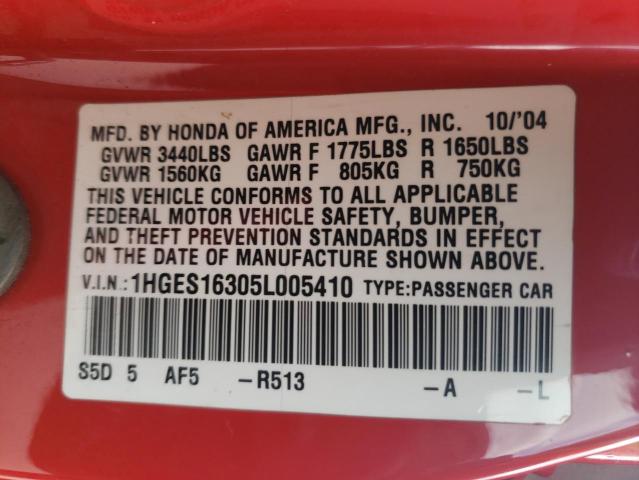 MFD. BY HONDA OF AMERICA MFG., INC. 10/'04
GVWR 3440LBS GAWR F 1775LBS R 1650LBS
GVWR 1560KG GAWR F 805KG R 750KG
THIS VEHICLE CONFORMS TO ALL APPLICABLE
FEDERAL MOTOR VEHICLE SAFETY, BUMPER,
AND THEFT PREVENTION STANDARDS IN EFFECT
ON THE DATE OF MANUFACTURE SHOWN ABOVE.
V.I.N.:1HGES16305L005410 TYPE:PASSENGER CAR
S5D 5 AF5 -R513 -A -L